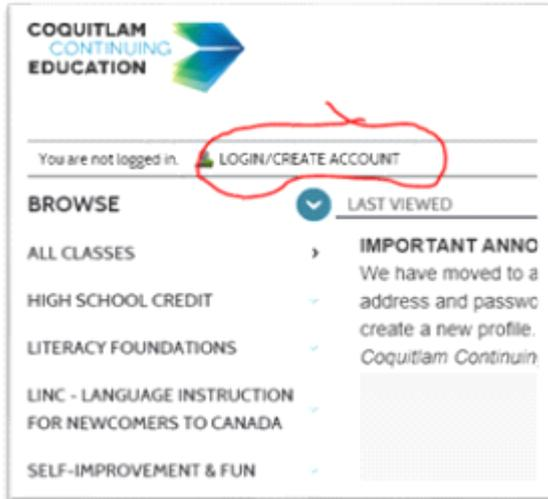 COQUITLAM
CONTINUING
EDUCATION
You are not logged in. LOGIN/CREATE ACCOUNT
BROWSE
LAST VIEWED
ALL CLASSES
HIGH SCHOOL CREDIT
LITERACY FOUNDATIONS
LINC - LANGUAGE INSTRUCTION
FOR NEWCOMERS TO CANADA
SELF-IMPROVEMENT & FUN
IMPORTANT ANNO
We have moved to a
address and passwo
create a new profile.
Coquitlam Continuin